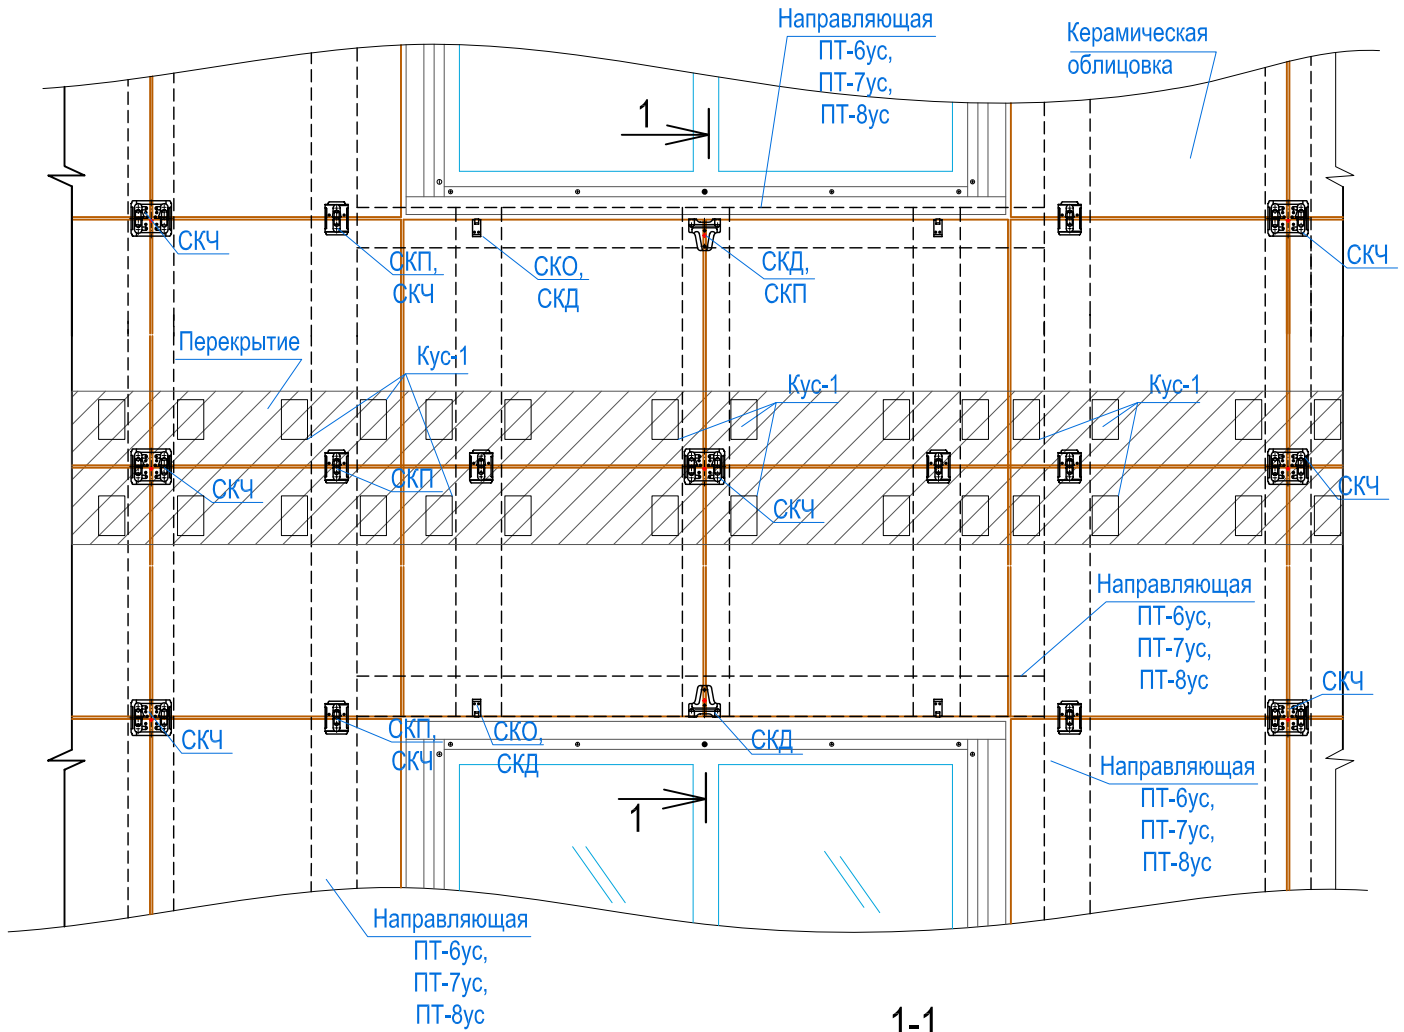 Направляющая
ПТ-6ус,
ПТ-7ус,
ПТ-8ус
Керамическая
облицовка
1
СКЧ
СКП,
СКЧ
СКО,
СКД
СКД,
СКП
СКЧ
Перекрытие
Кус-1
Кус-1
Кус-1
СКЧ
СКП
СКЧ
СКЧ
Направляющая
ПТ-6ус,
ПТ-7ус,
ПТ-8ус
СКЧ
СКЧ
СКП,
СКЧ
СКО,
СКД
СКД
Направляющая
ПТ-6ус,
ПТ-7ус,
ПТ-8ус
1
Направляющая
ПТ-6ус,
ПТ-7ус,
ПТ-8ус
1-1